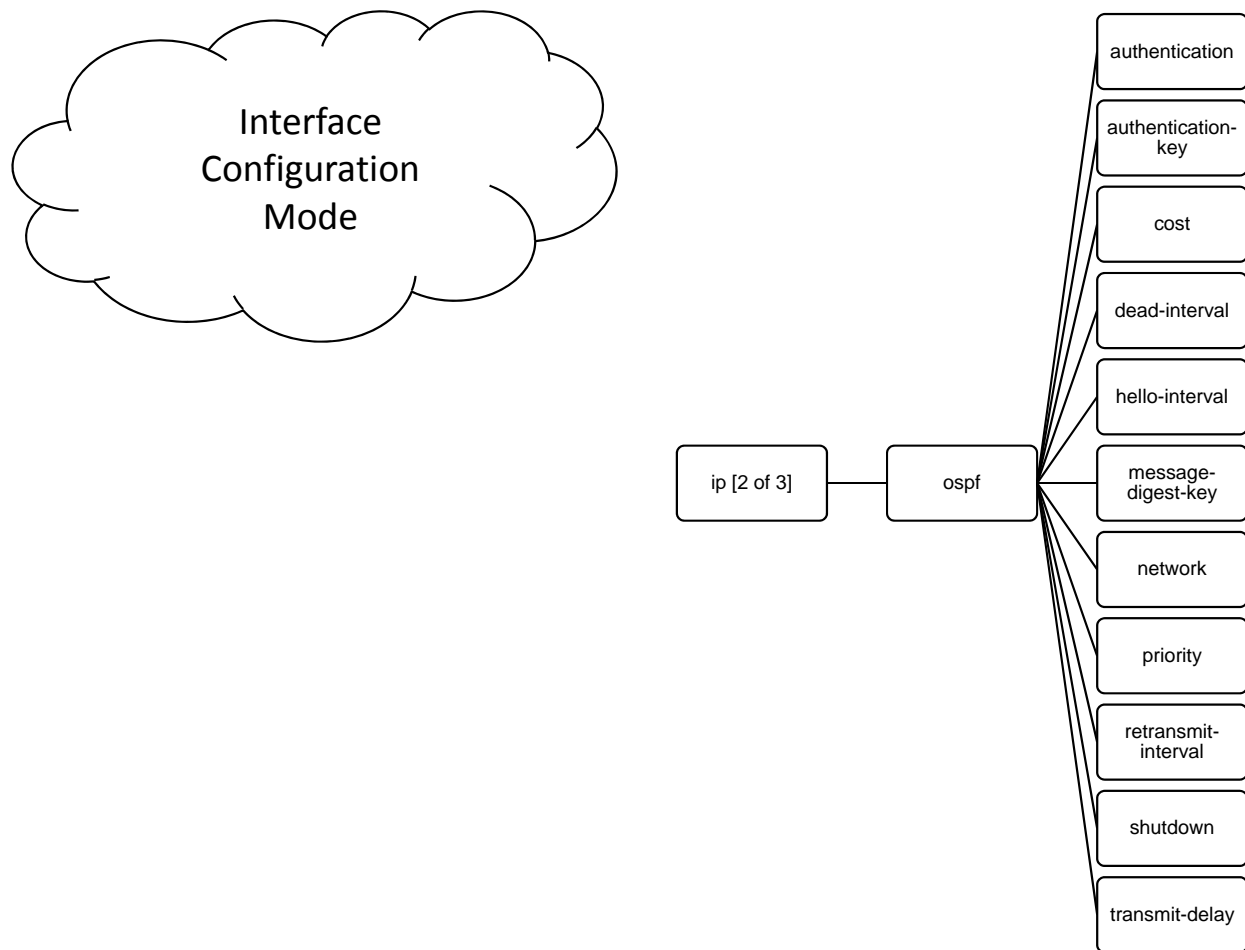 Interface
Configuration
Mode
ip [2 of 3]
ospf
authentication
authentication-
key
cost
dead-interval
hello-interval
message-
digest-key
network
priority
retransmit-
interval
shutdown
transmit-delay